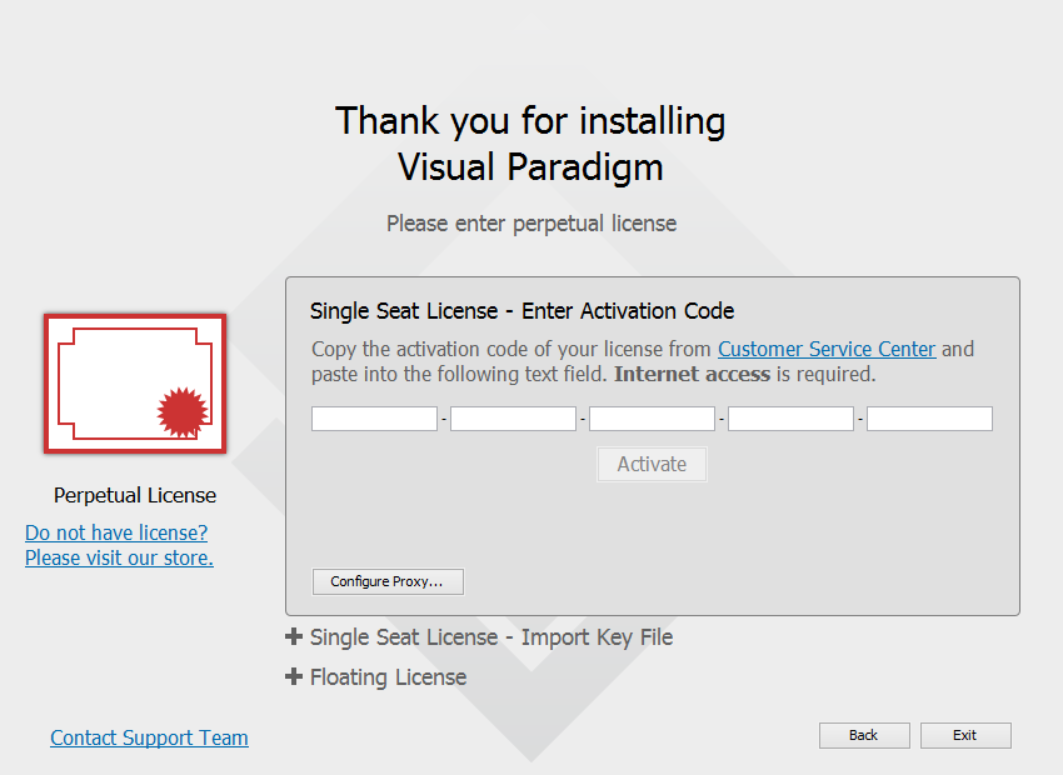 Thank you for installing
Visual Paradigm
Please enter perpetual license
Single Seat License - Enter Activation Code
Copy the activation code of your license from Customer Service Center and
paste into the following text field. Internet access is required.
- - - -
Activate
Perpetual License
Do not have license?
Please visit our store.
Configure Proxy...
+ Single Seat License - Import Key File
+ Floating License
Contact Support Team
Back Exit